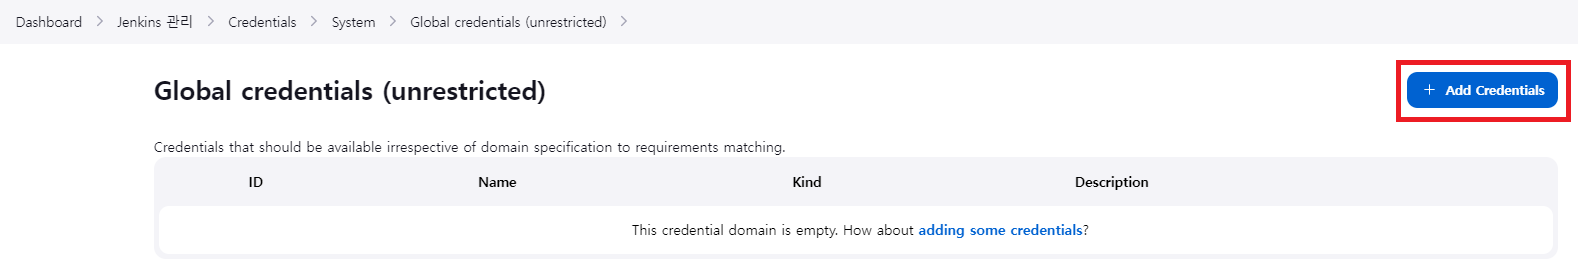 Dashboard > Jenkins 관리 > Credentials > System > Global credentials (unrestricted) >
Global credentials (unrestricted)
+ Add Credentials
Credentials that should be available irrespective of domain specification to requirements matching.
ID Name Kind Description
This credential domain is empty. How about adding some credentials?